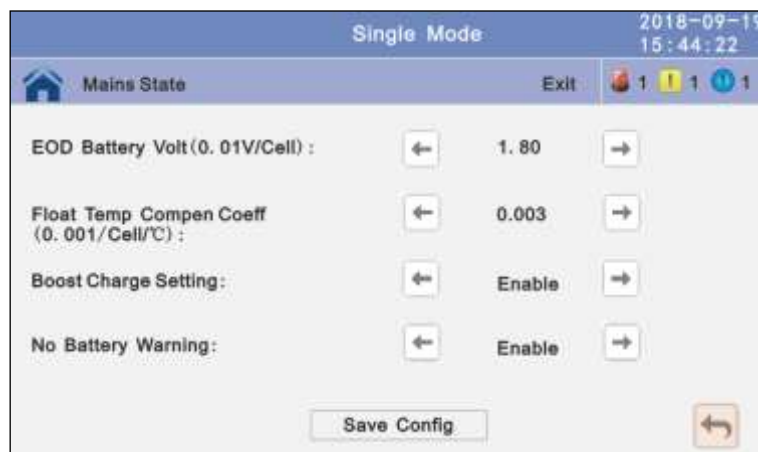 Single Mode
2018-09-19
15:44:22
Mains State
Exit
1
1
1
EOD Battery Volt(0.01V/Cell):
1.80
Float Temp Compen Coeff
(0.001/Cell/℃):
0.003
Boost Charge Setting:
Enable
No Battery Warning:
Enable
Save Config